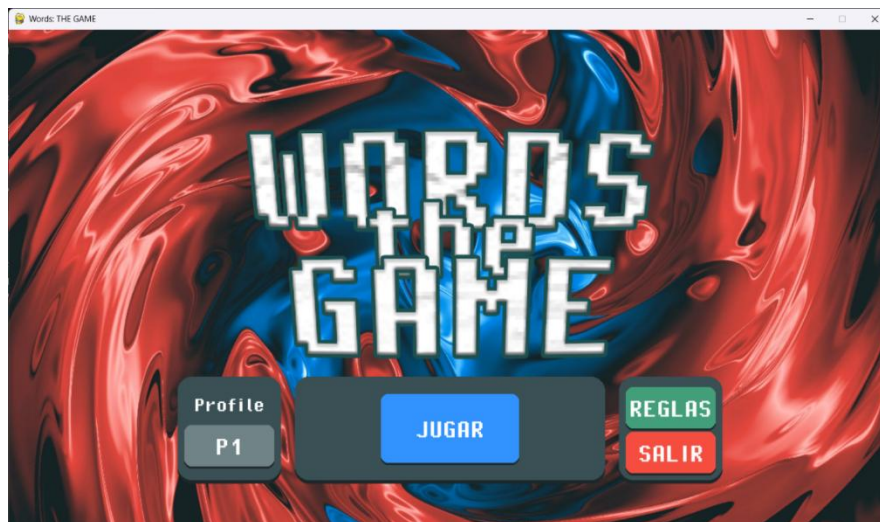 Words: THE GAME
WORDS
the
GAME
Profile
P1
JUGAR
REGLAS
SALIR